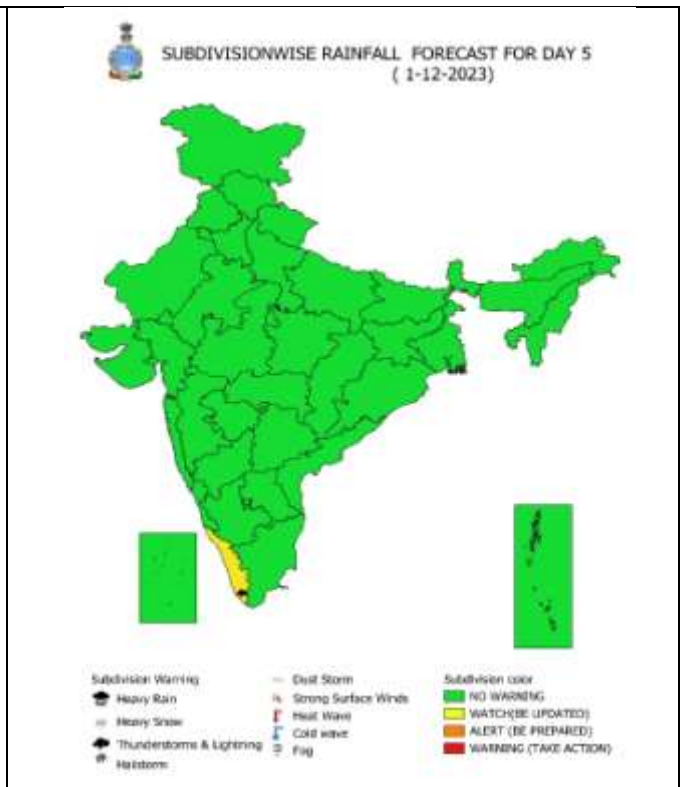 SUBDIVISIONWISE RAINFALL FORECAST FOR DAY 5
( 1-12-2023)
Subdivision Warning
Heavy Rain
Heavy Snow
Thunderstorms & Lightning
Hailstorm
Dust Storm
Strong Surface Winds
Heat Wave
Cold wave
Fog
Subdivision color
NO WARNING
WATCH(BE UPDATED)
ALERT (BE PREPARED)
WARNING (TAKE ACTION)